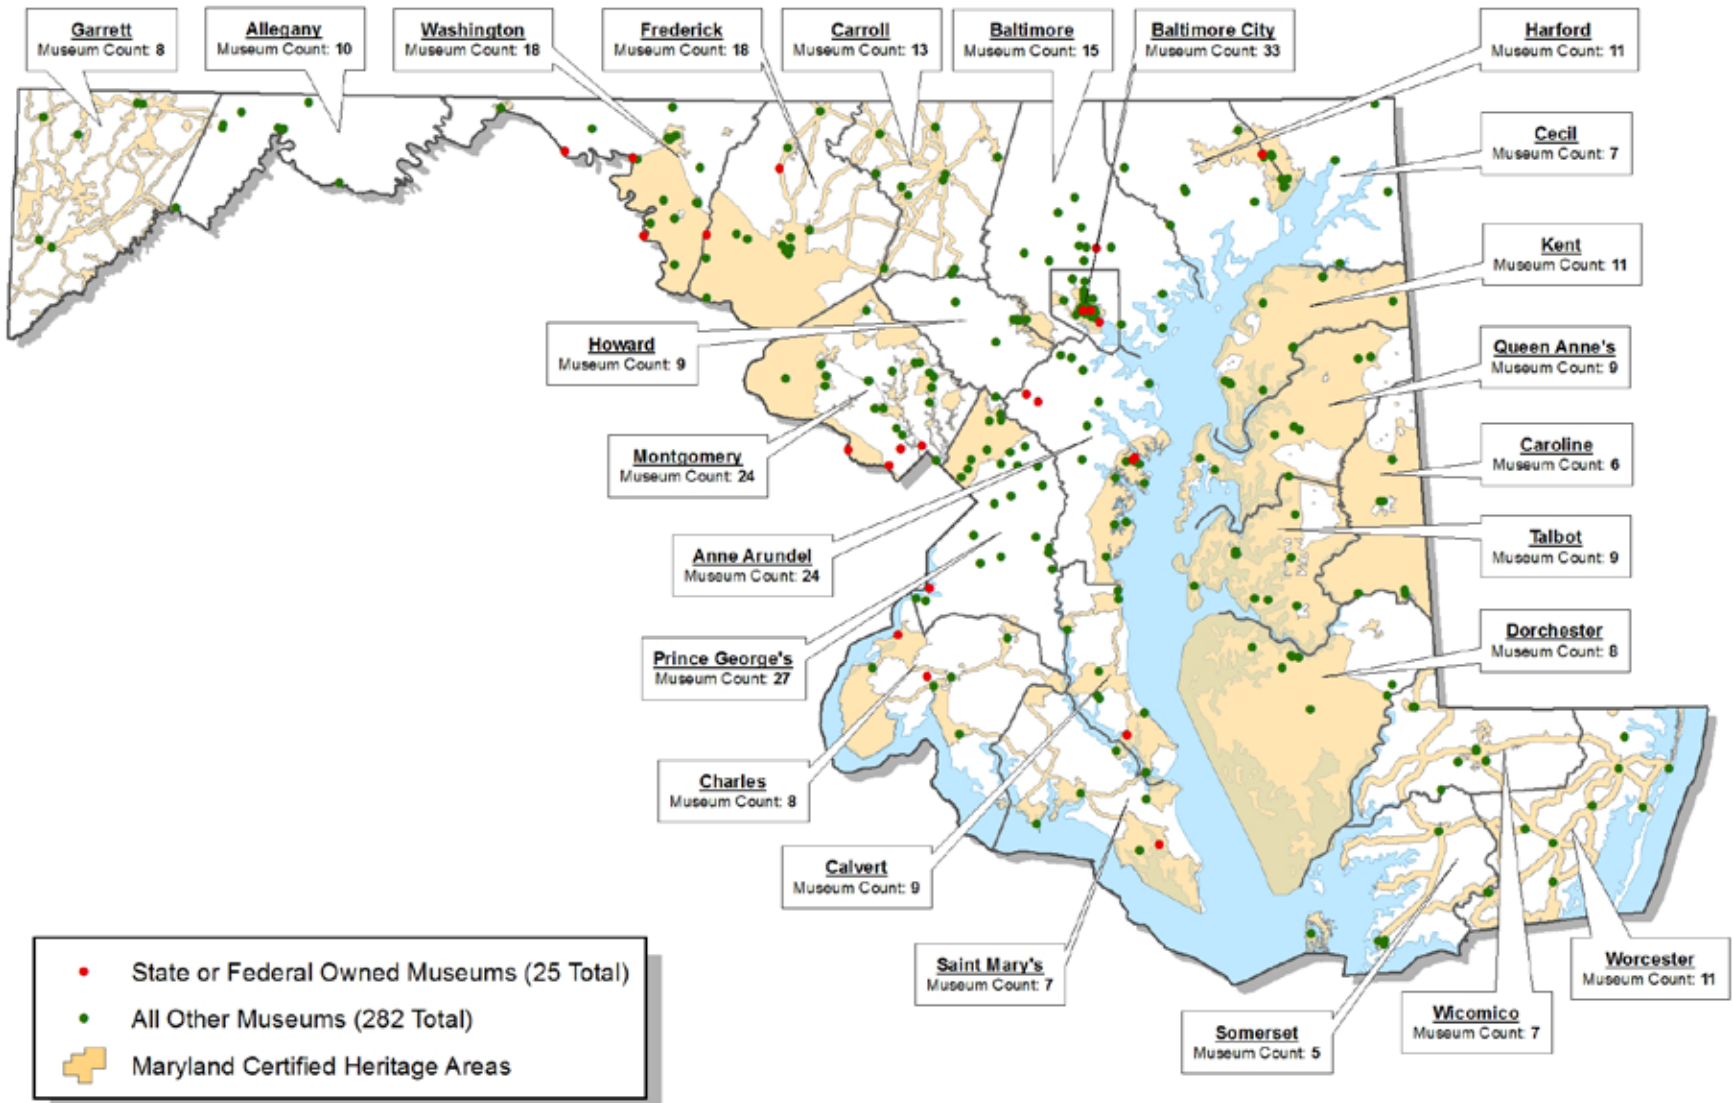 Garrett
Museum Count: 8
Allegany
Museum Count: 10
Washington
Museum Count: 18
Frederick
Museum Count: 18
Carroll
Museum Count: 13
Baltimore
Museum Count: 15
Baltimore City
Museum Count: 33
Harford
Museum Count: 11
Cecil
Museum Count: 7
Kent
Museum Count: 11
Howard
Museum Count: 9
Queen Anne's
Museum Count: 9
Montgomery
Museum Count: 24
Caroline
Museum Count: 6
Anne Arundel
Museum Count: 24
Talbot
Museum Count: 9
Prince George's
Museum Count: 27
Dorchester
Museum Count: 8
Charles
Museum Count: 8
Calvert
Museum Count: 9
Saint Mary's
Museum Count: 7
Worcester
Museum Count: 11
Wicomico
Museum Count: 7
Somerset
Museum Count: 5
State or Federal Owned Museums (25 Total)
All Other Museums (282 Total)
Maryland Certified Heritage Areas